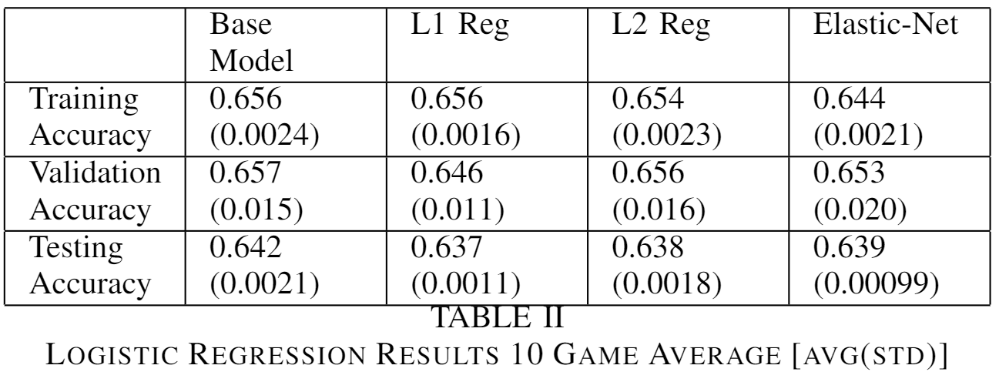 Base Model L1 Reg L2 Reg Elastic-Net
Training Accuracy 0.656 (0.0024) 0.656 (0.0016) 0.654 (0.0023) 0.644 (0.0021)
Validation Accuracy 0.657 (0.015) 0.646 (0.011) 0.656 (0.016) 0.653 (0.020)
Testing Accuracy 0.642 (0.0021) 0.637 (0.0011) 0.638 (0.0018) 0.639 (0.00099)
TABLE II
LOGISTIC REGRESSION RESULTS 10 GAME AVERAGE [AVG(STD)]